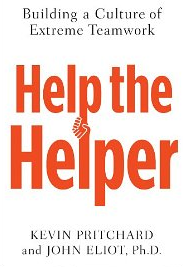 Building a Culture of
Extreme Teamwork
Help the
Helper
KEVIN PRITCHARD
and JOHN ELIOT, Ph.D.